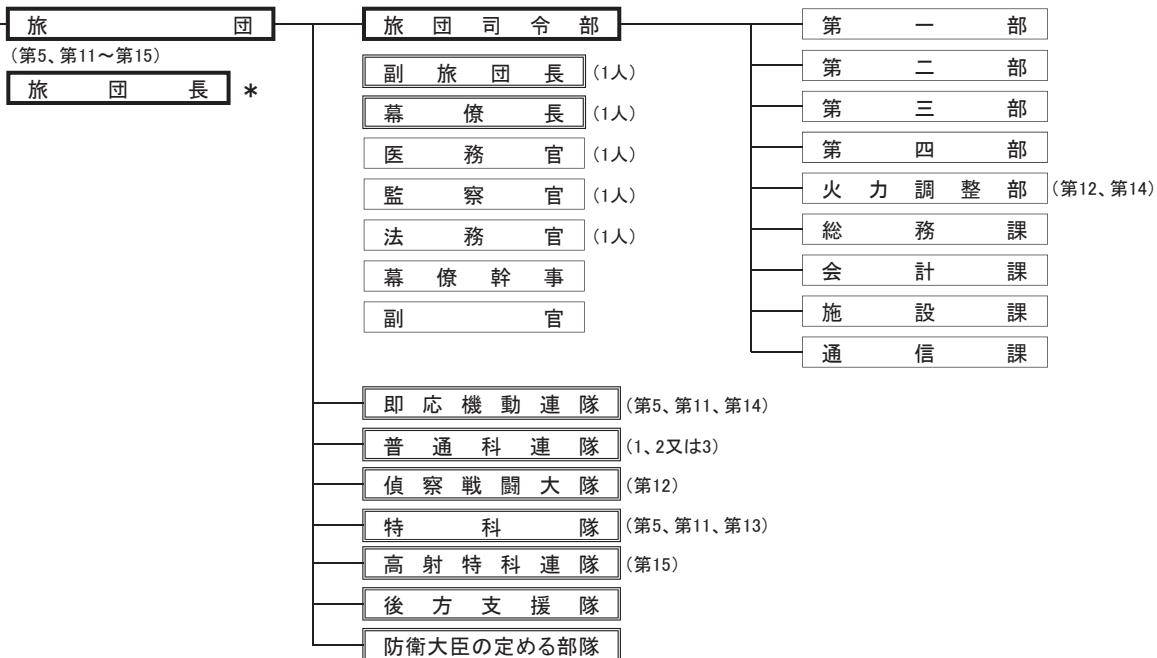 旅団
(第5、第11～第15)
旅団長 *
旅団司令部
副旅団長 (1人)
幕僚長 (1人)
医務官 (1人)
監察官 (1人)
法務官 (1人)
幕僚幹事
副官
第一部
第二部
第三部
第四部
火力調整部 (第12、第14)
総務課
会計課
施設課
通信課
即応機動連隊 (第5、第11、第14)
普通科連隊 (1、2又は3)
偵察戦闘大隊 (第12)
特科隊 (第5、第11、第13)
高射特科連隊 (第15)
後方支援隊
防衛大臣の定める部隊